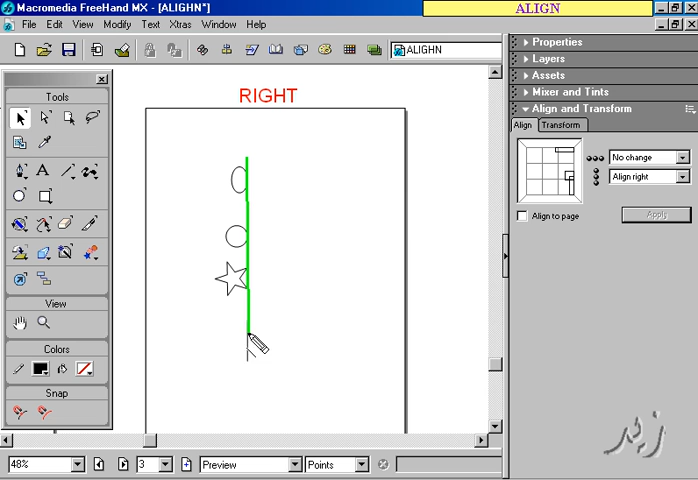 Macromedia FreeHand MX - [ALIGHN*]
ALIGN
File Edit View Modify Text Xtras Window Help
ALIGHN
Tools
View
Colors
Snap
RIGHT
Properties
Layers
Assets
Mixer and Tints
Align and Transform
Align Transform
No change
Align right
Align to page
Apply
زيد
48%
3
Preview
Points